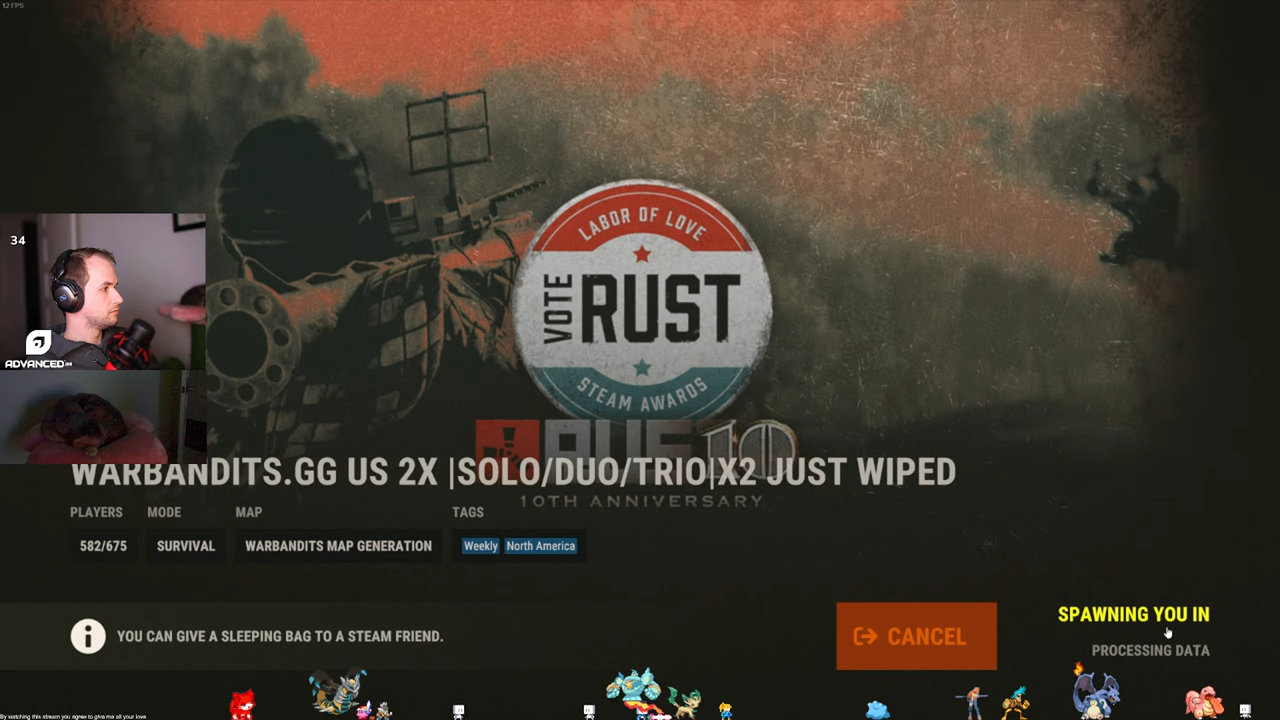 12 FPS
LABOR OF LOVE
VOTE
RUST
STEAM AWARDS
34
ADVANCED
10
10TH ANNIVERSARY
WARBANDITS.GG US 2X |SOLO/DUO/TRIO|X2 JUST WIPED
PLAYERS MODE MAP TAGS
582/675 SURVIVAL WARBANDITS MAP GENERATION Weekly North America
YOU CAN GIVE A SLEEPING BAG TO A STEAM FRIEND.
CANCEL
SPAWNING YOU IN
PROCESSING DATA
By watching this stream you agree to give me all your love